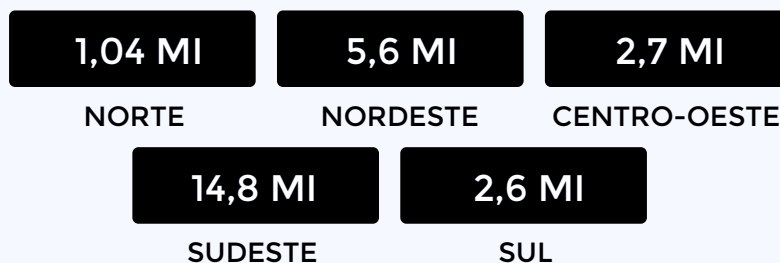 1,04 MI 5,6 MI 2,7 MI
NORTE NORDESTE CENTRO-OESTE
14,8 MI 2,6 MI
SUDESTE SUL